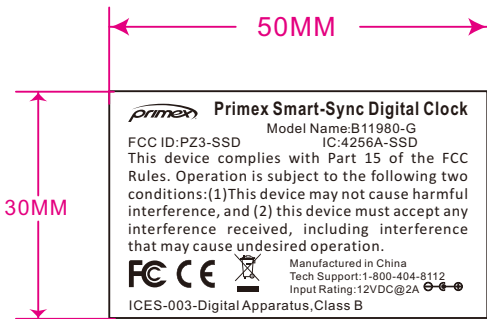 50MM
30MM
primex Primex Smart-Sync Digital Clock
Model Name:B11980-G
FCC ID:PZ3-SSD IC:4256A-SSD
This device complies with Part 15 of the FCC
Rules. Operation is subject to the following two
conditions:(1)This device may not cause harmful
interference, and (2) this device must accept any
interference received, including interference
that may cause undesired operation.
FC CE
Manufactured in China
Tech Support:1-800-404-8112
Input Rating:12VDC@2A
ICES-003-Digital Apparatus,Class B